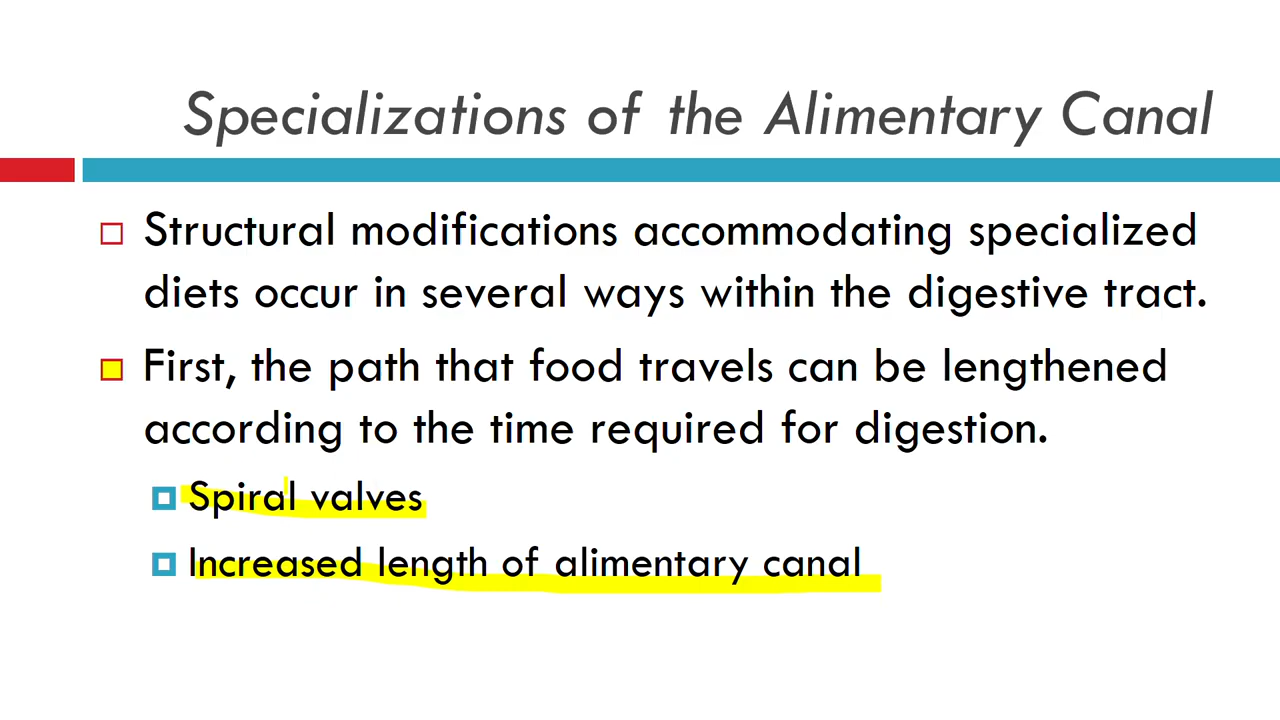 Specializations of the Alimentary Canal
Structural modifications accommodating specialized
diets occur in several ways within the digestive tract.
First, the path that food travels can be lengthened
according to the time required for digestion.
Spiral valves
Increased length of alimentary canal